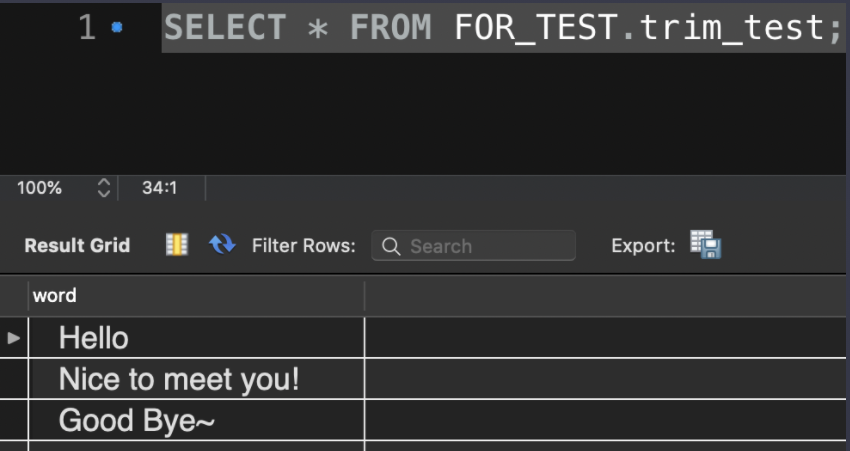 1 SELECT * FROM FOR_TEST.trim_test;
100% 34:1
Result Grid Filter Rows: Search Export:
word
Hello
Nice to meet you!
Good Bye~